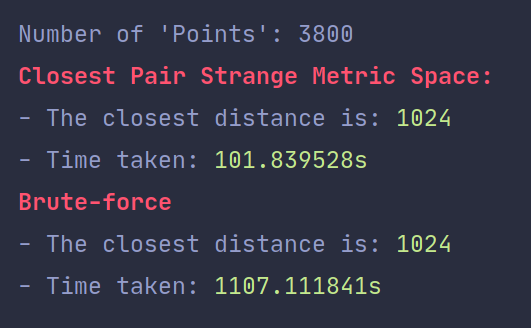 Number of 'Points': 3800
Closest Pair Strange Metric Space:
- The closest distance is: 1024
- Time taken: 101.839528s
Brute-force
- The closest distance is: 1024
- Time taken: 1107.111841s